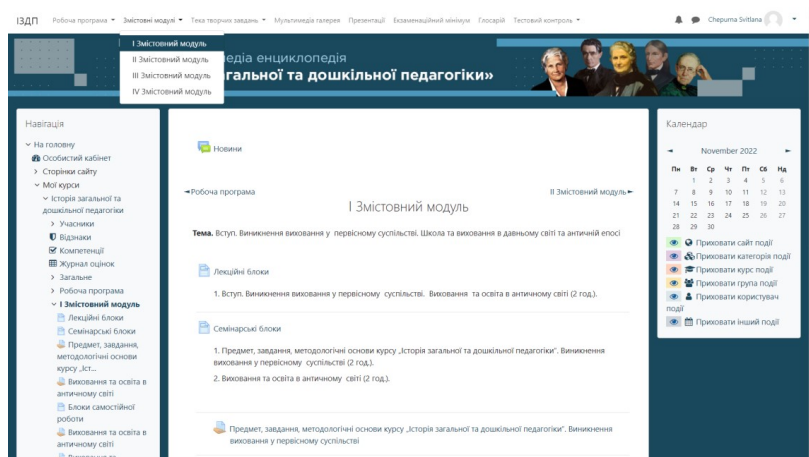 ІЗДП Робоча програма Змістовні модулі Тека творчих завдань Мультимедіа галерея Презентації Екзаменаційний мінімум Глосарій Тестовий контроль Chepurna Svitlana
І Змістовний модуль
ІІ Змістовний модуль
ІІІ Змістовний модуль
IV Змістовний модуль
едіа енциклопедія
гальної та дошкільної педагогіки»
Навігація
На головну
Особистий кабінет
Сторінки сайту
Мої курси
Історія загальної та
дошкільної педагогіки
Учасники
Відзнаки
Компетенції
Журнал оцінок
Загальне
Робоча програма
І Змістовний модуль
Лекційні блоки
Семінарські блоки
Предмет, завдання,
методологічні основи
курсу „Іст...
Виховання та освіта в
античному світі
Блоки самостійної
роботи
Виховання та освіта в
античному світі
Новини
◄Робоча програма
ІІ Змістовний модуль►
І Змістовний модуль
Тема. Вступ. Виникнення виховання у первісному суспільстві. Школа та виховання в давньому світі та античній епосі
Лекційні блоки
1. Вступ. Виникнення виховання у первісному суспільстві. Виховання та освіта в античному світі (2 год.).
Семінарські блоки
1. Предмет, завдання, методологічні основи курсу „Історія загальної та дошкільної педагогіки". Виникнення
виховання у первісному суспільстві (2 год.).
2. Виховання та освіта в античному світі (2 год.).
Предмет, завдання, методологічні основи курсу „Історія загальної та дошкільної педагогіки". Виникнення
виховання у первісному суспільстві
Календар
◄ November 2022 ►
Пн Вт Ср Чт Пт Сб Нд
1 2 3 4 5 6
7 8 9 10 11 12 13
14 15 16 17 18 19 20
21 22 23 24 25 26 27
28 29 30
Приховати сайт події
Приховати категорія події
Приховати курс події
Приховати група події
Приховати користувач
події
Приховати інший події